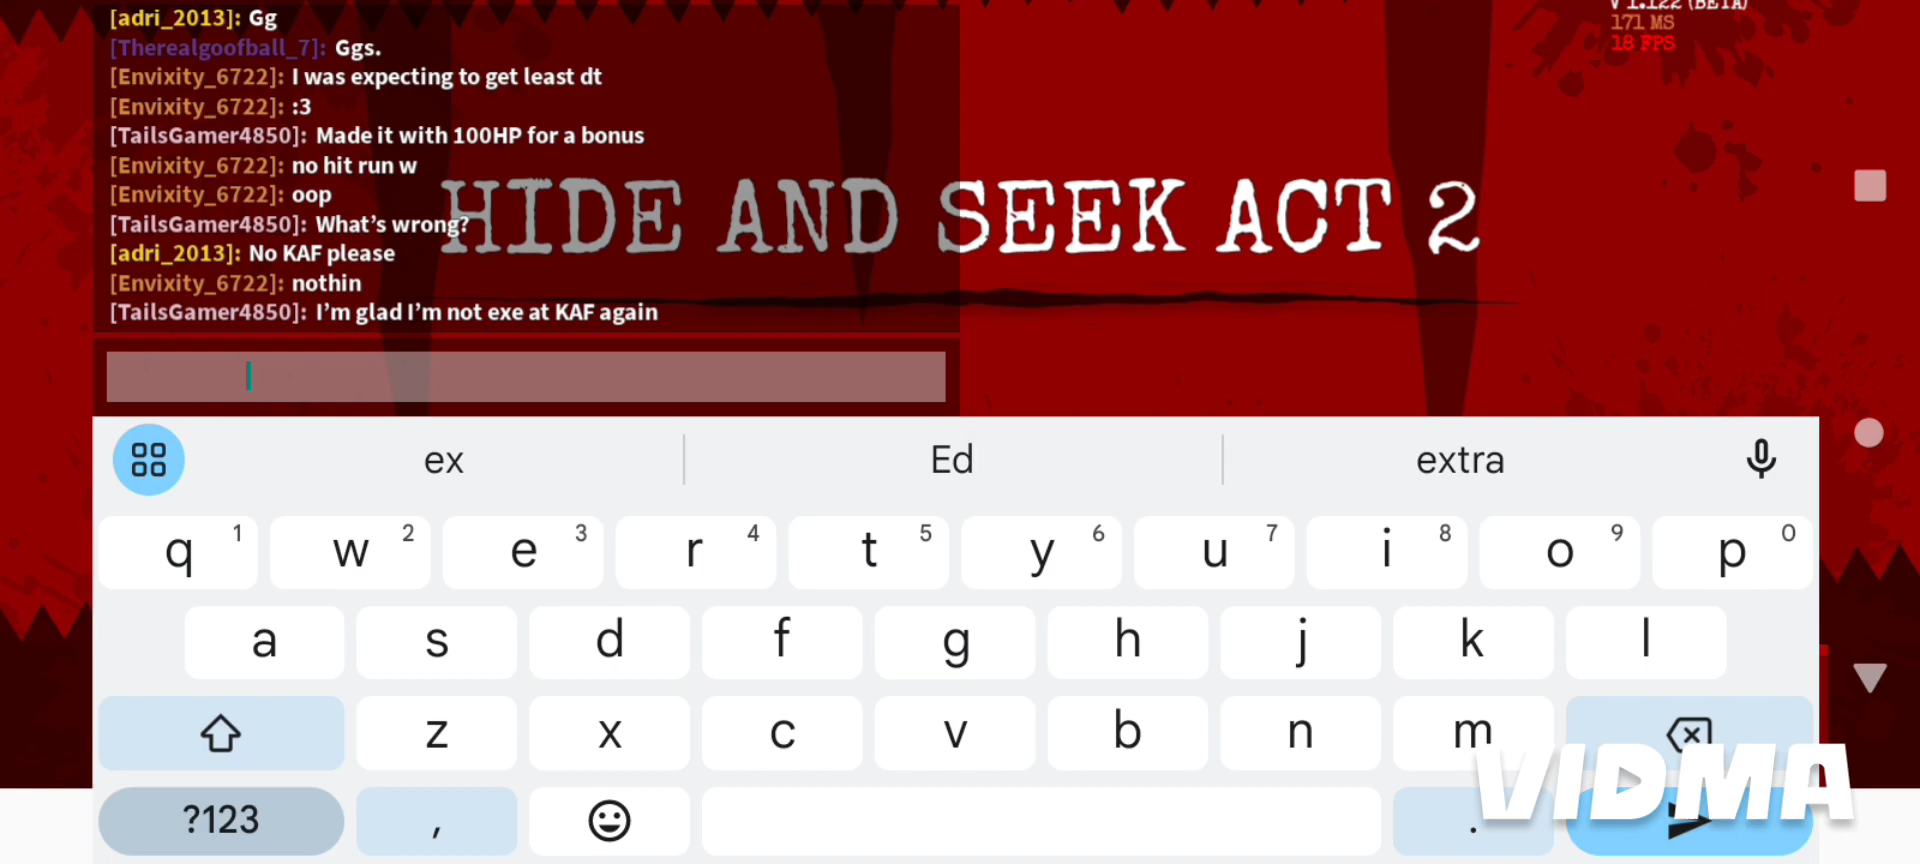 [adri_2013]: Gg
[Therealgoofball_7]: Ggs.
[Envixity_6722]: I was expecting to get least dt
[Envixity_6722]: :3
[TailsGamer4850]: Made it with 100HP for a bonus
[Envixity_6722]: no hit run w
[Envixity_6722]: oop
[TailsGamer4850]: What’s wrong?
[adri_2013]: No KAF please
[Envixity_6722]: nothin
[TailsGamer4850]: I’m glad I’m not exe at KAF again
V 1.122 (BETA)
171 MS
18 FPS
HIDE AND SEEK ACT 2
ex Ed extra
q 1 w 2 e 3 r 4 t 5 y 6 u 7 i 8 o 9 p 0
a s d f g h j k l
z x c v b n m
?123 , .
VIDMA